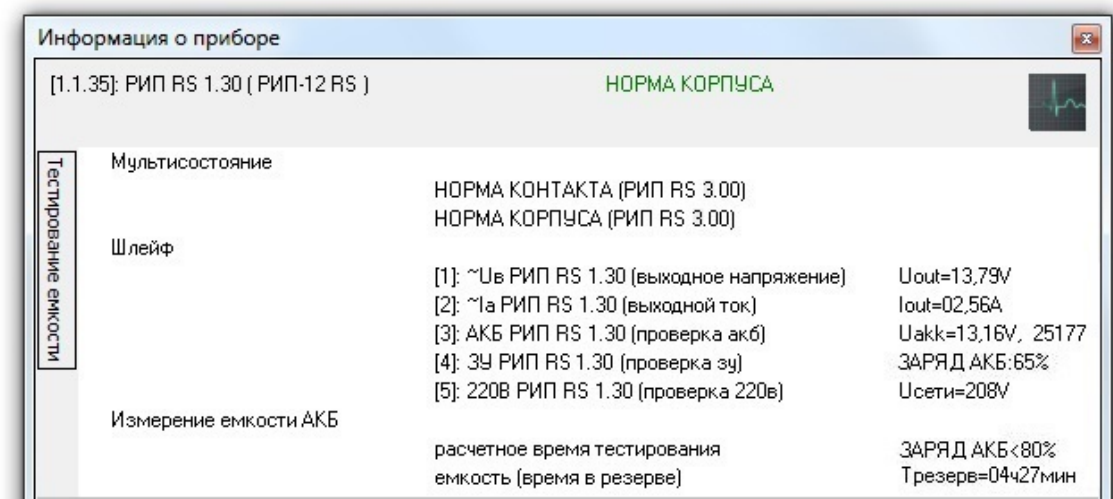 Информация о приборе
[1.1.35]: РИП RS 1.30 ( РИП-12 RS ) НОРМА КОРПУСА
Тестирование емкости
Мультисостояние
НОРМА КОНТАКТА (РИП RS 3.00)
НОРМА КОРПУСА (РИП RS 3.00)
Шлейф
[1]: ~Uв РИП RS 1.30 (выходное напряжение) Uout=13,79V
[2]: ~Iа РИП RS 1.30 (выходной ток) Iout=02,56A
[3]: АКБ РИП RS 1.30 (проверка акб) Uakk=13,16V, 25177
[4]: ЗУ РИП RS 1.30 (проверка зу) ЗАРЯД АКБ:65%
[5]: 220В РИП RS 1.30 (проверка 220в) Uсети=208V
Измерение емкости АКБ
расчетное время тестирования ЗАРЯД АКБ<80%
емкость (время в резерве) Tрезерв=04ч27мин